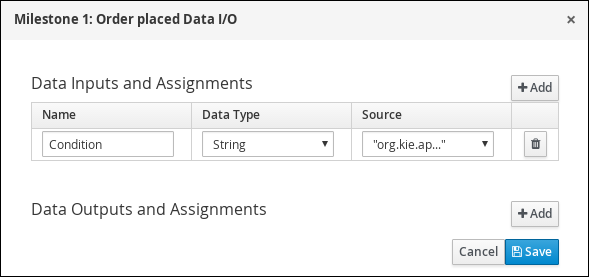 Milestone 1: Order placed Data I/O ×
Data Inputs and Assignments
+ Add
Name Data Type Source
Condition String "org.kie.ap..."
Data Outputs and Assignments
+ Add
Cancel Save